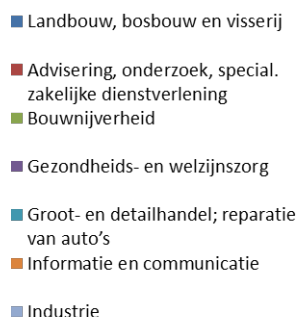 Landbouw, bosbouw en visserij
Advisering, onderzoek, special.
zakelijke dienstverlening
Bouwnijverheid
Gezondheids- en welzijnszorg
Groot- en detailhandel; reparatie
van auto’s
Informatie en communicatie
Industrie